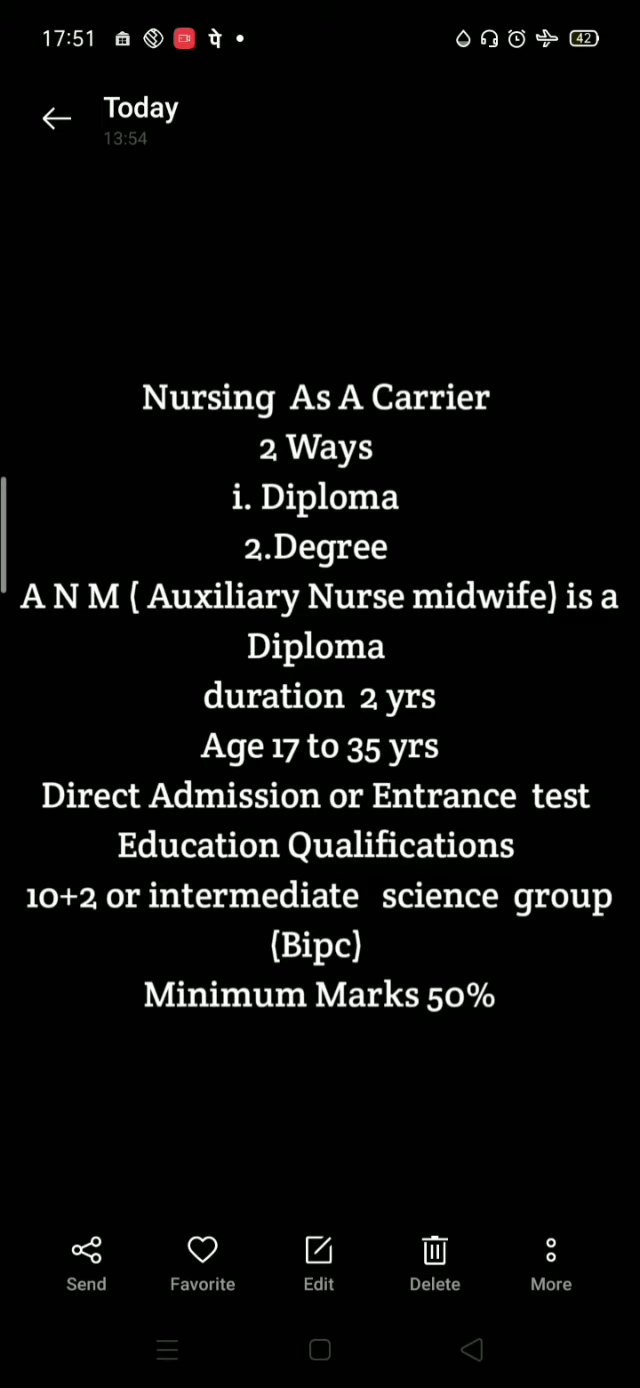 17:51 पे 42
Today
13:54
Nursing As A Carrier
2 Ways
i. Diploma
2.Degree
A N M ( Auxiliary Nurse midwife) is a
Diploma
duration 2 yrs
Age 17 to 35 yrs
Direct Admission or Entrance test
Education Qualifications
10+2 or intermediate science group
(Bipc)
Minimum Marks 50%
Send Favorite Edit Delete More